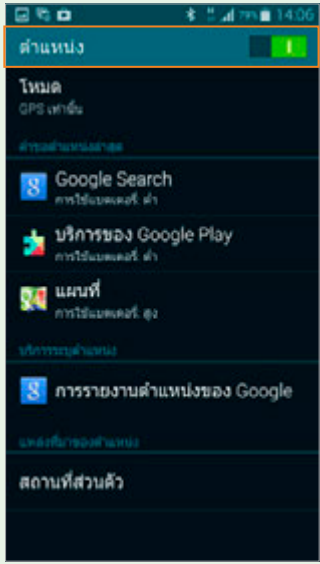 79% 14:06
ตำแหน่ง
โหมด
GPS เท่านั้น
คำขอตำแหน่งล่าสุด
Google Search
การใช้แบตเตอรี่: ต่ำ
บริการของ Google Play
การใช้แบตเตอรี่: ต่ำ
แผนที่
การใช้แบตเตอรี่: สูง
บริการระบุตำแหน่ง
การรายงานตำแหน่งของ Google
แหล่งที่มาของตำแหน่ง
สถานที่ส่วนตัว